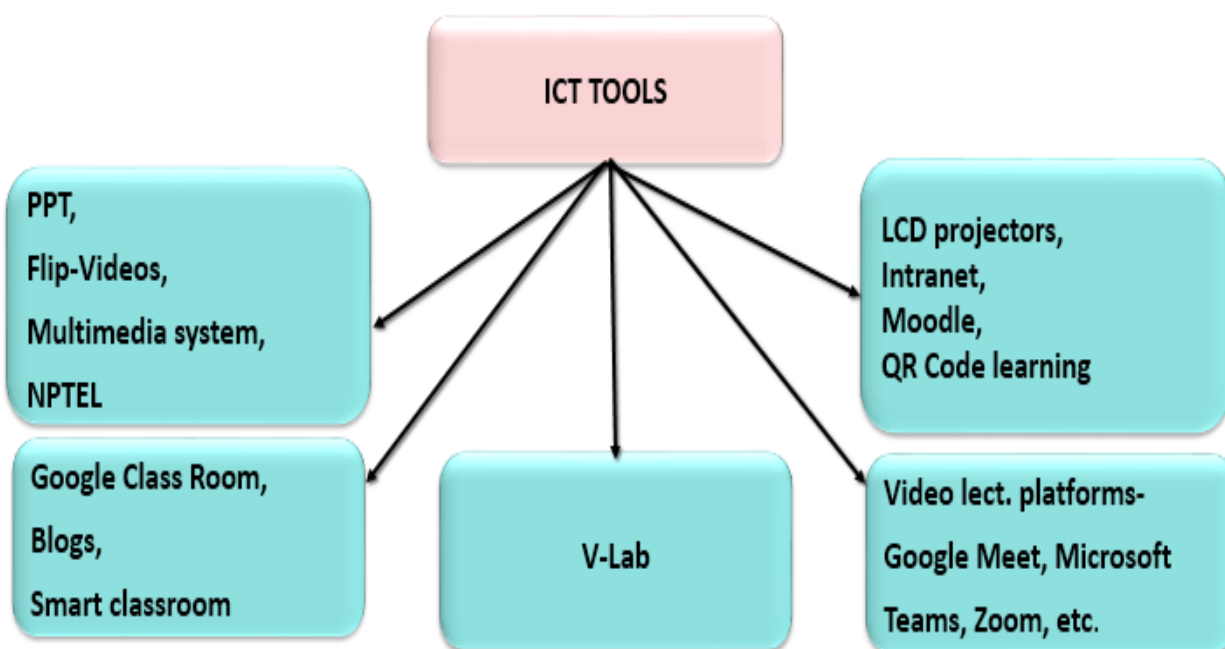 ICT TOOLS
PPT,
Flip-Videos,
Multimedia system,
NPTEL
LCD projectors,
Intranet,
Moodle,
QR Code learning
Google Class Room,
Blogs,
Smart classroom
V-Lab
Video lect. platforms-
Google Meet, Microsoft
Teams, Zoom, etc.